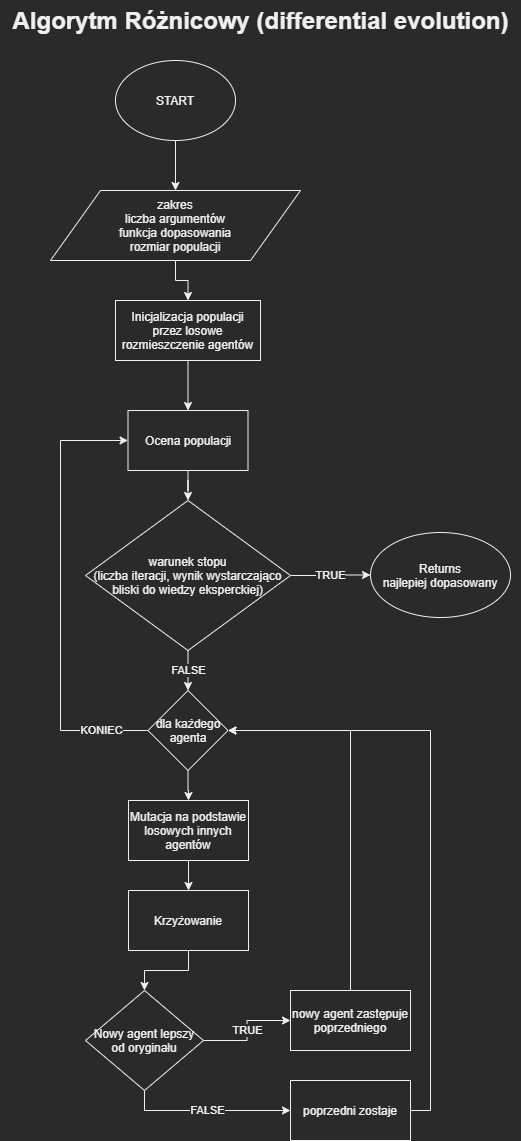 Algorytm Różnicowy (differential evolution)
START
zakres
liczba argumentów
funkcja dopasowania
rozmiar populacji
Inicjalizacja populacji
przez losowe
rozmieszczenie agentów
Ocena populacji
warunek stopu
(liczba iteracji, wynik wystarczająco
bliski do wiedzy eksperckiej)
TRUE
Returns
najlepiej dopasowany
FALSE
dla każdego
agenta
KONIEC
Mutacja na podstawie
losowych innych
agentów
Krzyżowanie
Nowy agent lepszy
od oryginału
TRUE
nowy agent zastępuje
poprzedniego
FALSE
poprzedni zostaje